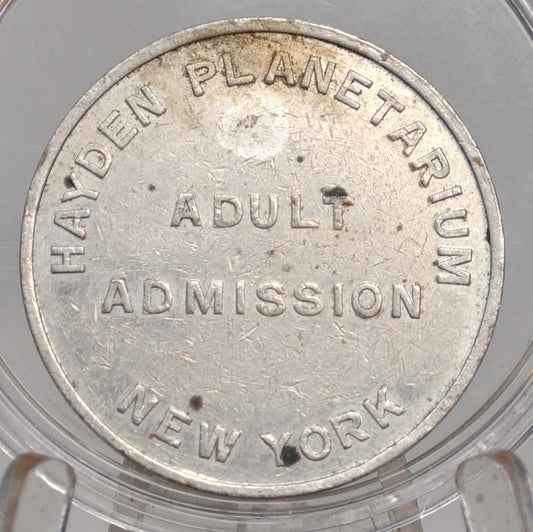 HAYDEN PLANETARIUM
ADULT
ADMISSION
NEW YORK